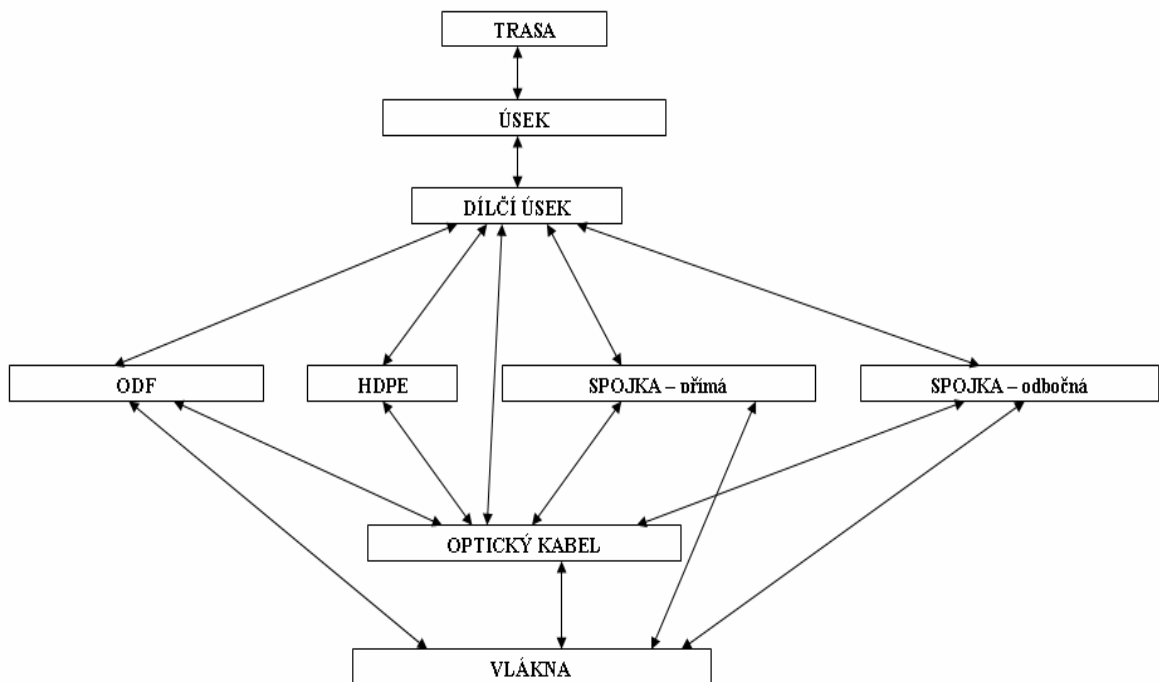 TRASA
ÚSEK
DÍLČÍ ÚSEK
ODF
HDPE
SPOJKA – přímá
SPOJKA – odbočná
OPTICKÝ KABEL
VLÁKNA